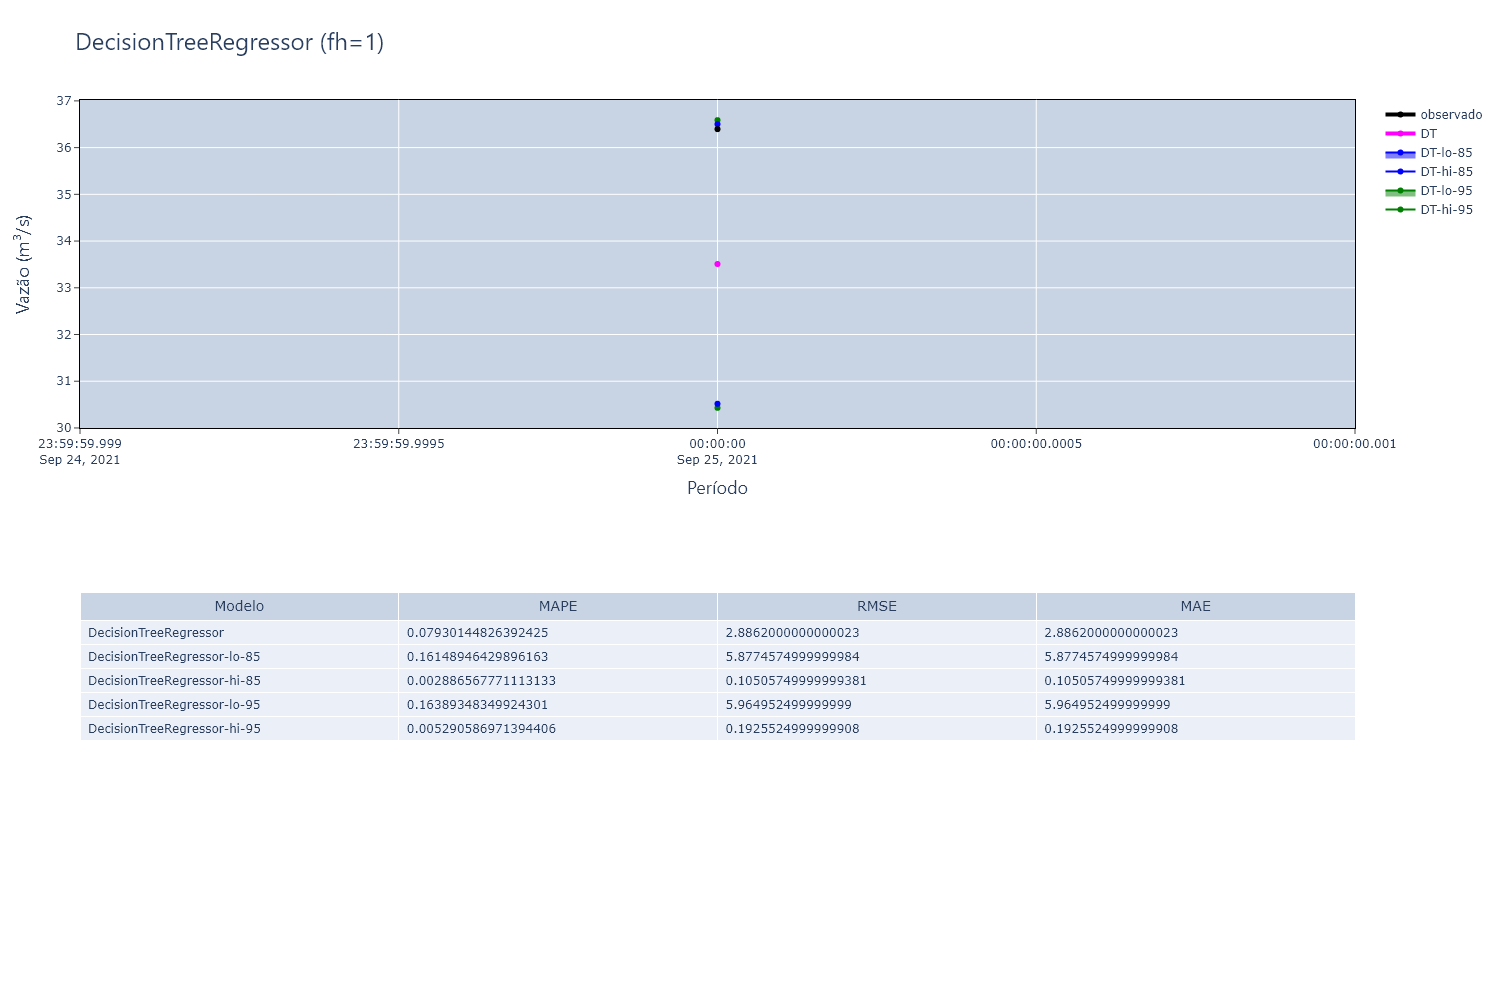 DecisionTreeRegressor (fh=1)
37
36
35
34
33
32
31
30
Vazão (m³/s)
23:59:59.999
Sep 24, 2021
23:59:59.9995
00:00:00
Sep 25, 2021
00:00:00.0005
00:00:00.001
Período
observado
DT
DT-lo-85
DT-hi-85
DT-lo-95
DT-hi-95
Modelo MAPE RMSE MAE
DecisionTreeRegressor 0.07930144826392425 2.8862000000000023 2.8862000000000023
DecisionTreeRegressor-lo-85 0.16148946429896163 5.8774574999999984 5.8774574999999984
DecisionTreeRegressor-hi-85 0.002886567771113133 0.10505749999999381 0.10505749999999381
DecisionTreeRegressor-lo-95 0.16389348349924301 5.964952499999999 5.964952499999999
DecisionTreeRegressor-hi-95 0.005290586971394406 0.1925524999999908 0.1925524999999908